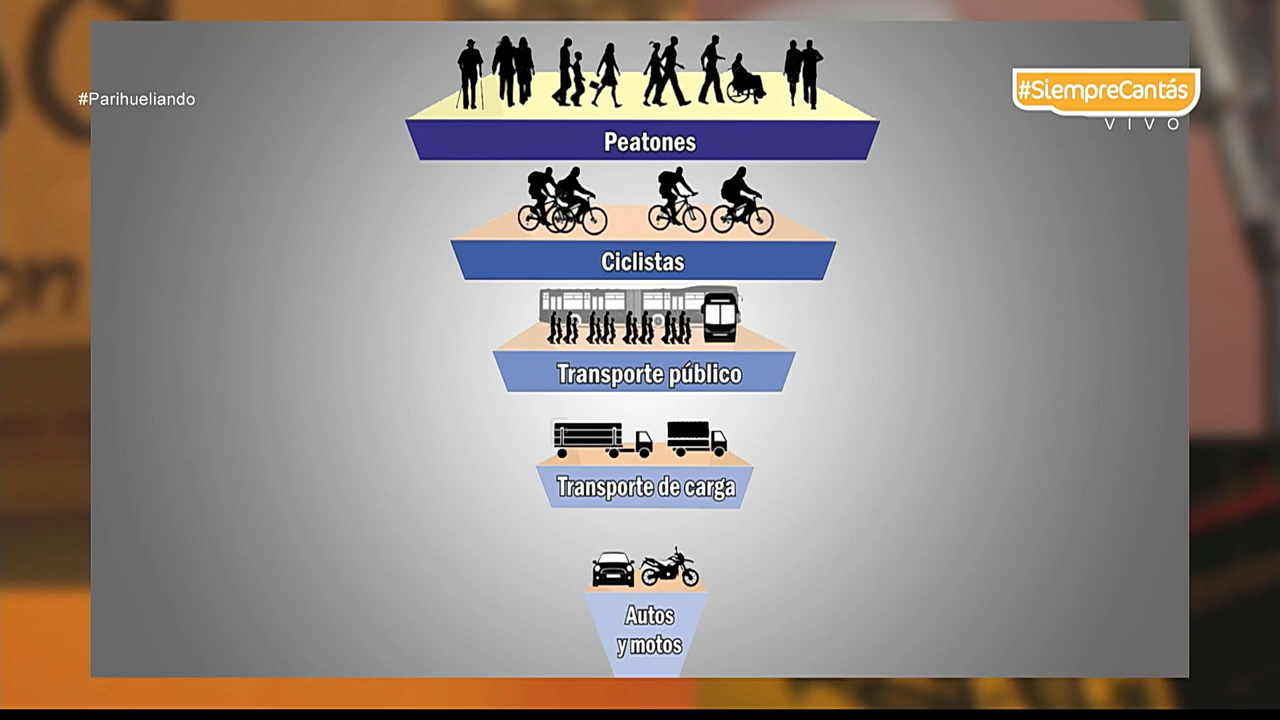 #Parihueliando
#SiempreCantás
VIVO
Peatones
Ciclistas
Transporte público
Transporte de carga
Autos
y motos